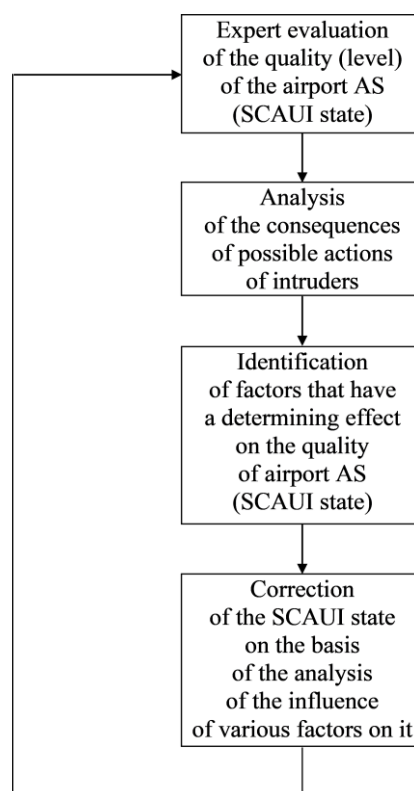 Expert evaluation
of the quality (level)
of the airport AS
(SCAUI state)
Analysis
of the consequences
of possible actions
of intruders
Identification
of factors that have
a determining effect
on the quality
of airport AS
(SCAUI state)
Correction
of the SCAUI state
on the basis
of the analysis
of the influence
of various factors on it